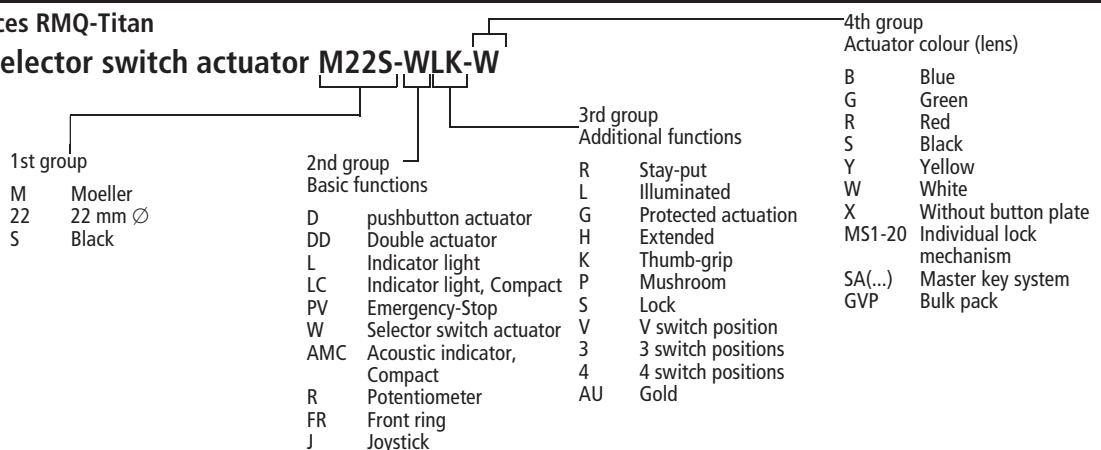 ces RMQ-Titan
elector switch actuator M22S-WLK-W
1st group
M Moeller
22 22 mm ∅
S Black
2nd group
Basic functions
D pushbutton actuator
DD Double actuator
L Indicator light
LC Indicator light, Compact
PV Emergency-Stop
W Selector switch actuator
AMC Acoustic indicator,
Compact
R Potentiometer
FR Front ring
J Joystick
3rd group
Additional functions
R Stay-put
L Illuminated
G Protected actuation
H Extended
K Thumb-grip
P Mushroom
S Lock
V V switch position
3 3 switch positions
4 4 switch positions
AU Gold
4th group
Actuator colour (lens)
B Blue
G Green
R Red
S Black
Y Yellow
W White
X Without button plate
MS1-20 Individual lock
mechanism
SA(...) Master key system
GVP Bulk pack